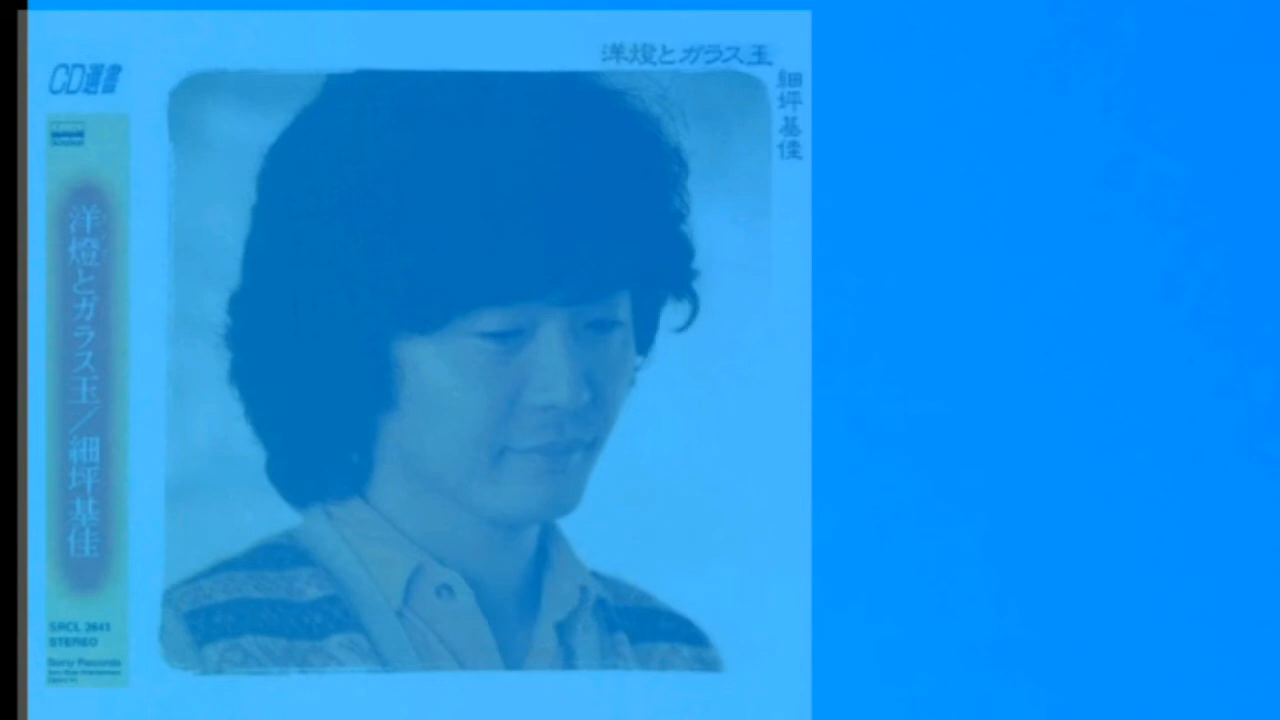 CD選書
洋燈とガラス玉
細坪基佳
洋燈とガラス玉／細坪基佳
SRCL 2641
STEREO
Sony Records